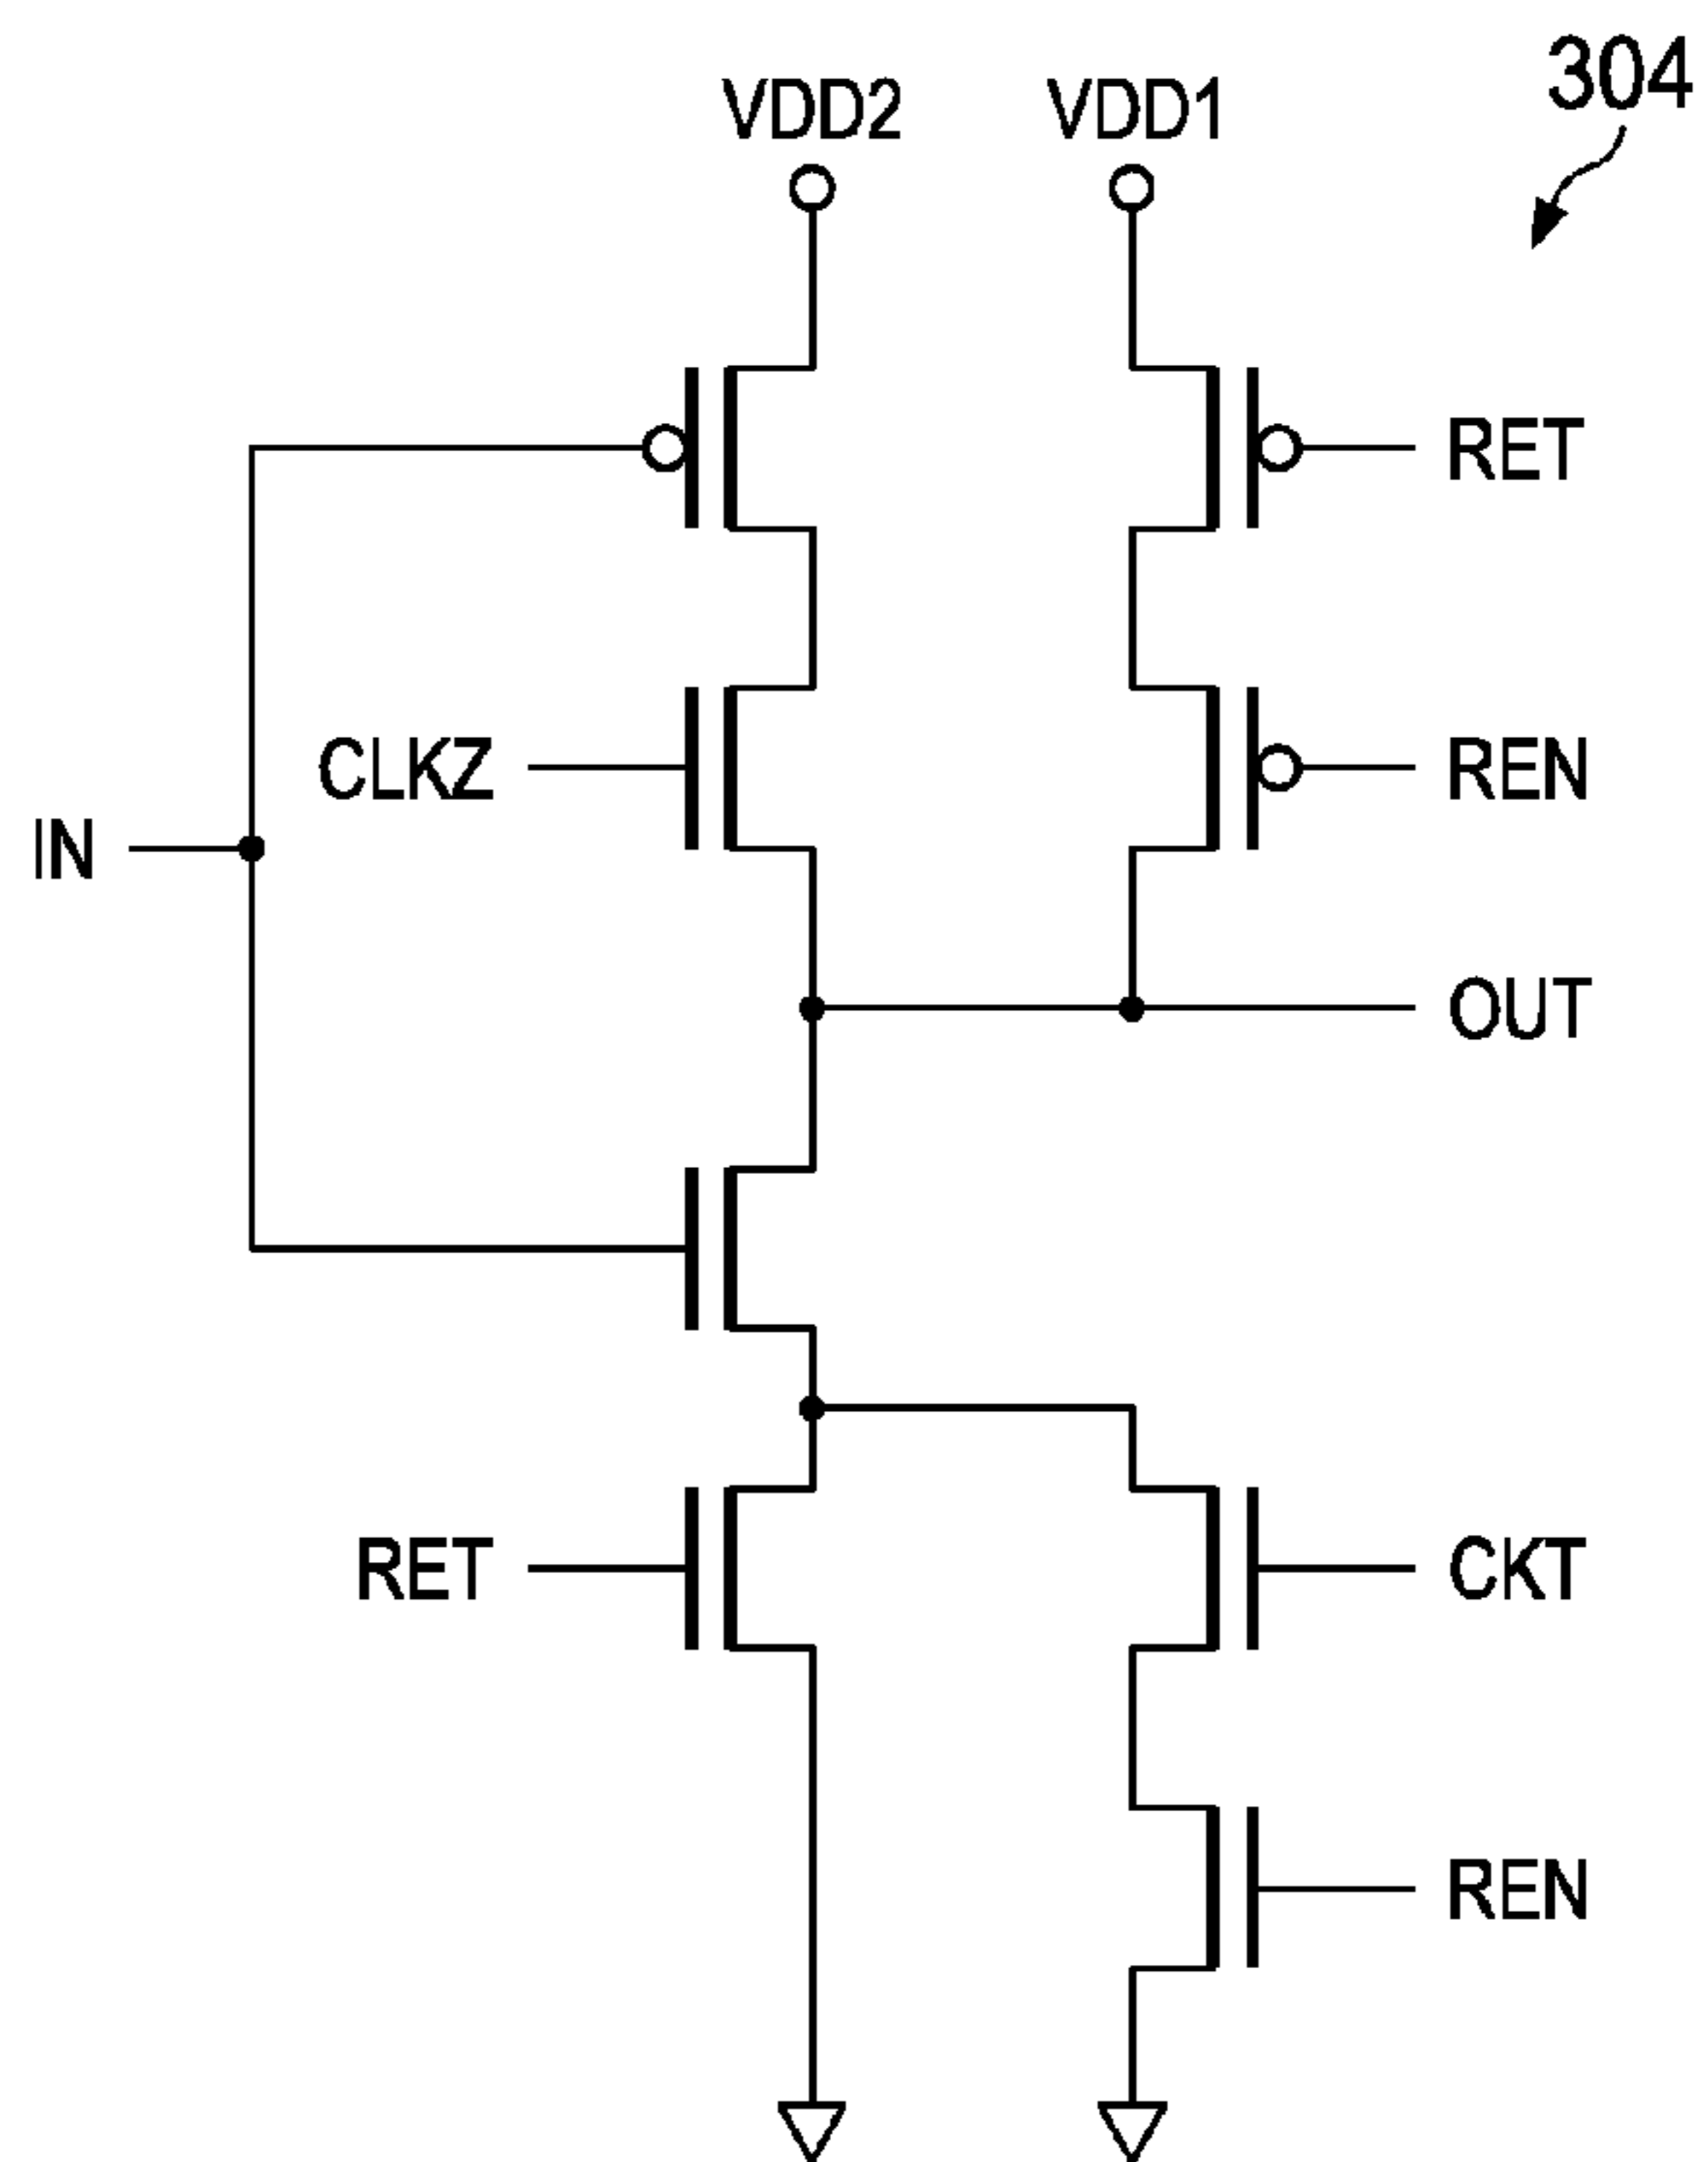 304
VDD2 VDD1
RET
CLKZ REN
IN
OUT
RET CKT
REN